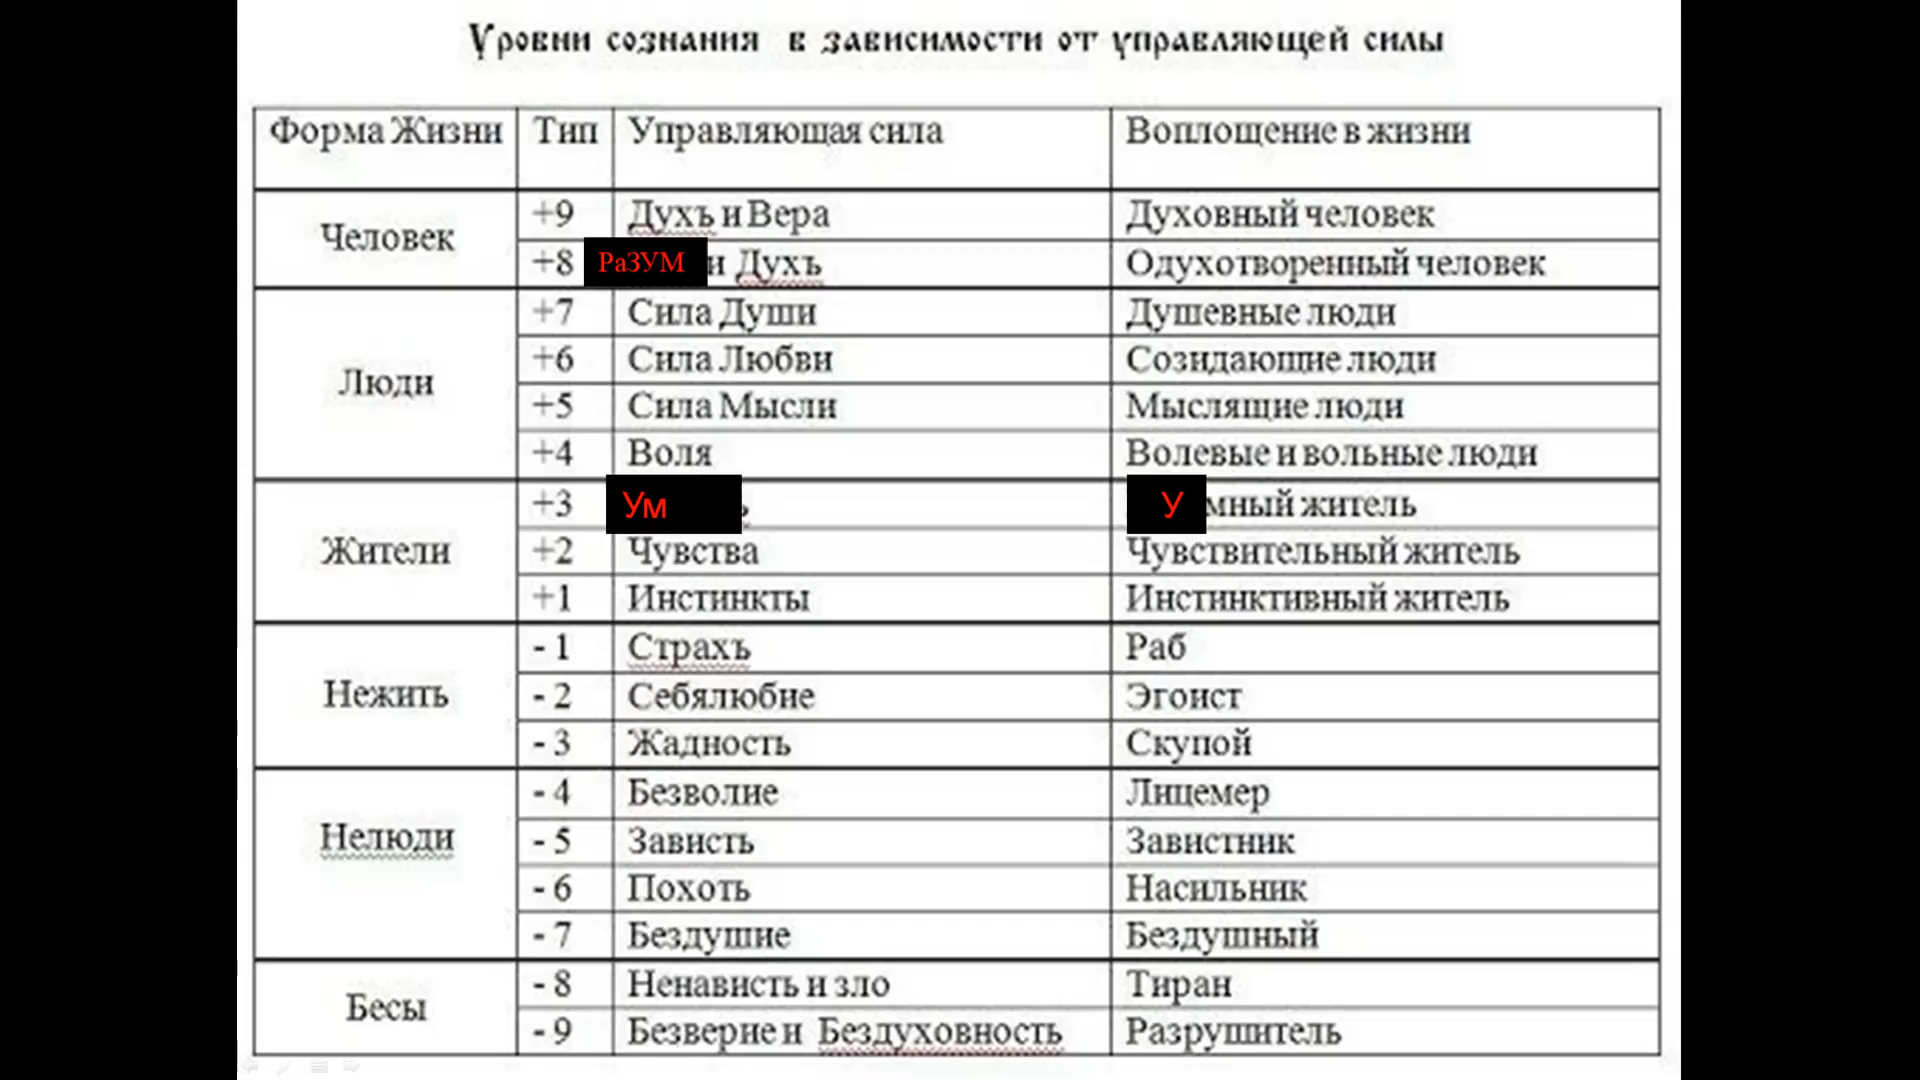 Уровни сознания в зависимости от управляющей силы
Форма Жизни Тип Управляющая сила Воплощение в жизни
Человек
+9 Духъ и Вера Духовный человек
+8 РаЗУМ и Духъ Одухотворенный человек
Люди
+7 Сила Души Душевные люди
+6 Сила Любви Созидающие люди
+5 Сила Мысли Мыслящие люди
+4 Воля Волевые и вольные люди
Жители
+3 Ум У мный житель
+2 Чувства Чувствительный житель
+1 Инстинкты Инстинктивный житель
Нежить
- 1 Страхъ Раб
- 2 Себялюбие Эгоист
- 3 Жадность Скупой
Нелюди
- 4 Безволие Лицемер
- 5 Зависть Завистник
- 6 Похоть Насильник
- 7 Бездушие Бездушный
Бесы
- 8 Ненависть и зло Тиран
- 9 Безверие и Бездуховность Разрушитель